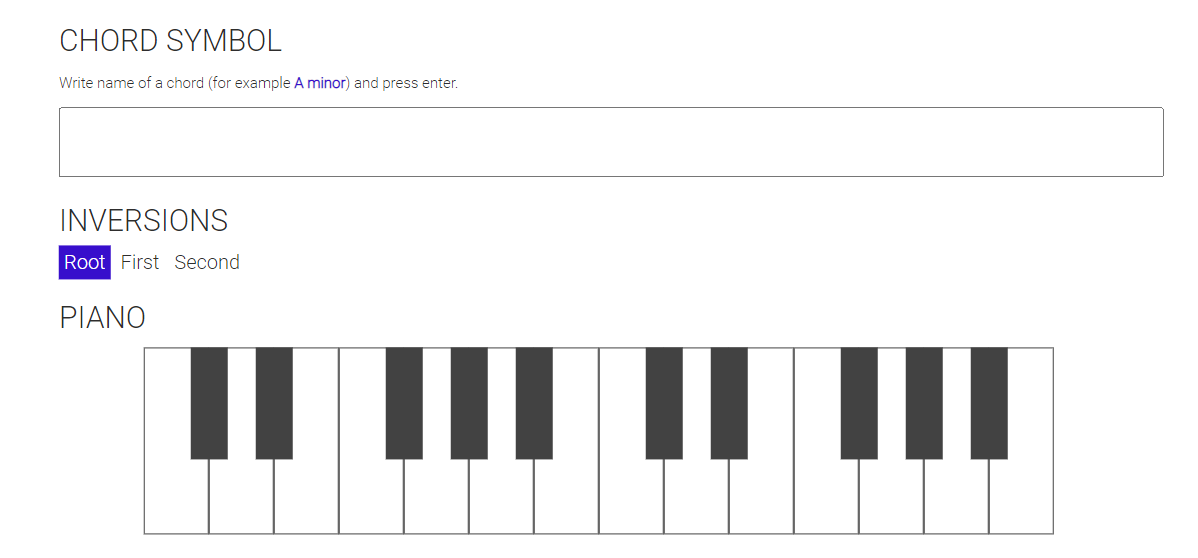 CHORD SYMBOL
Write name of a chord (for example A minor) and press enter.
INVERSIONS
Root First Second
PIANO